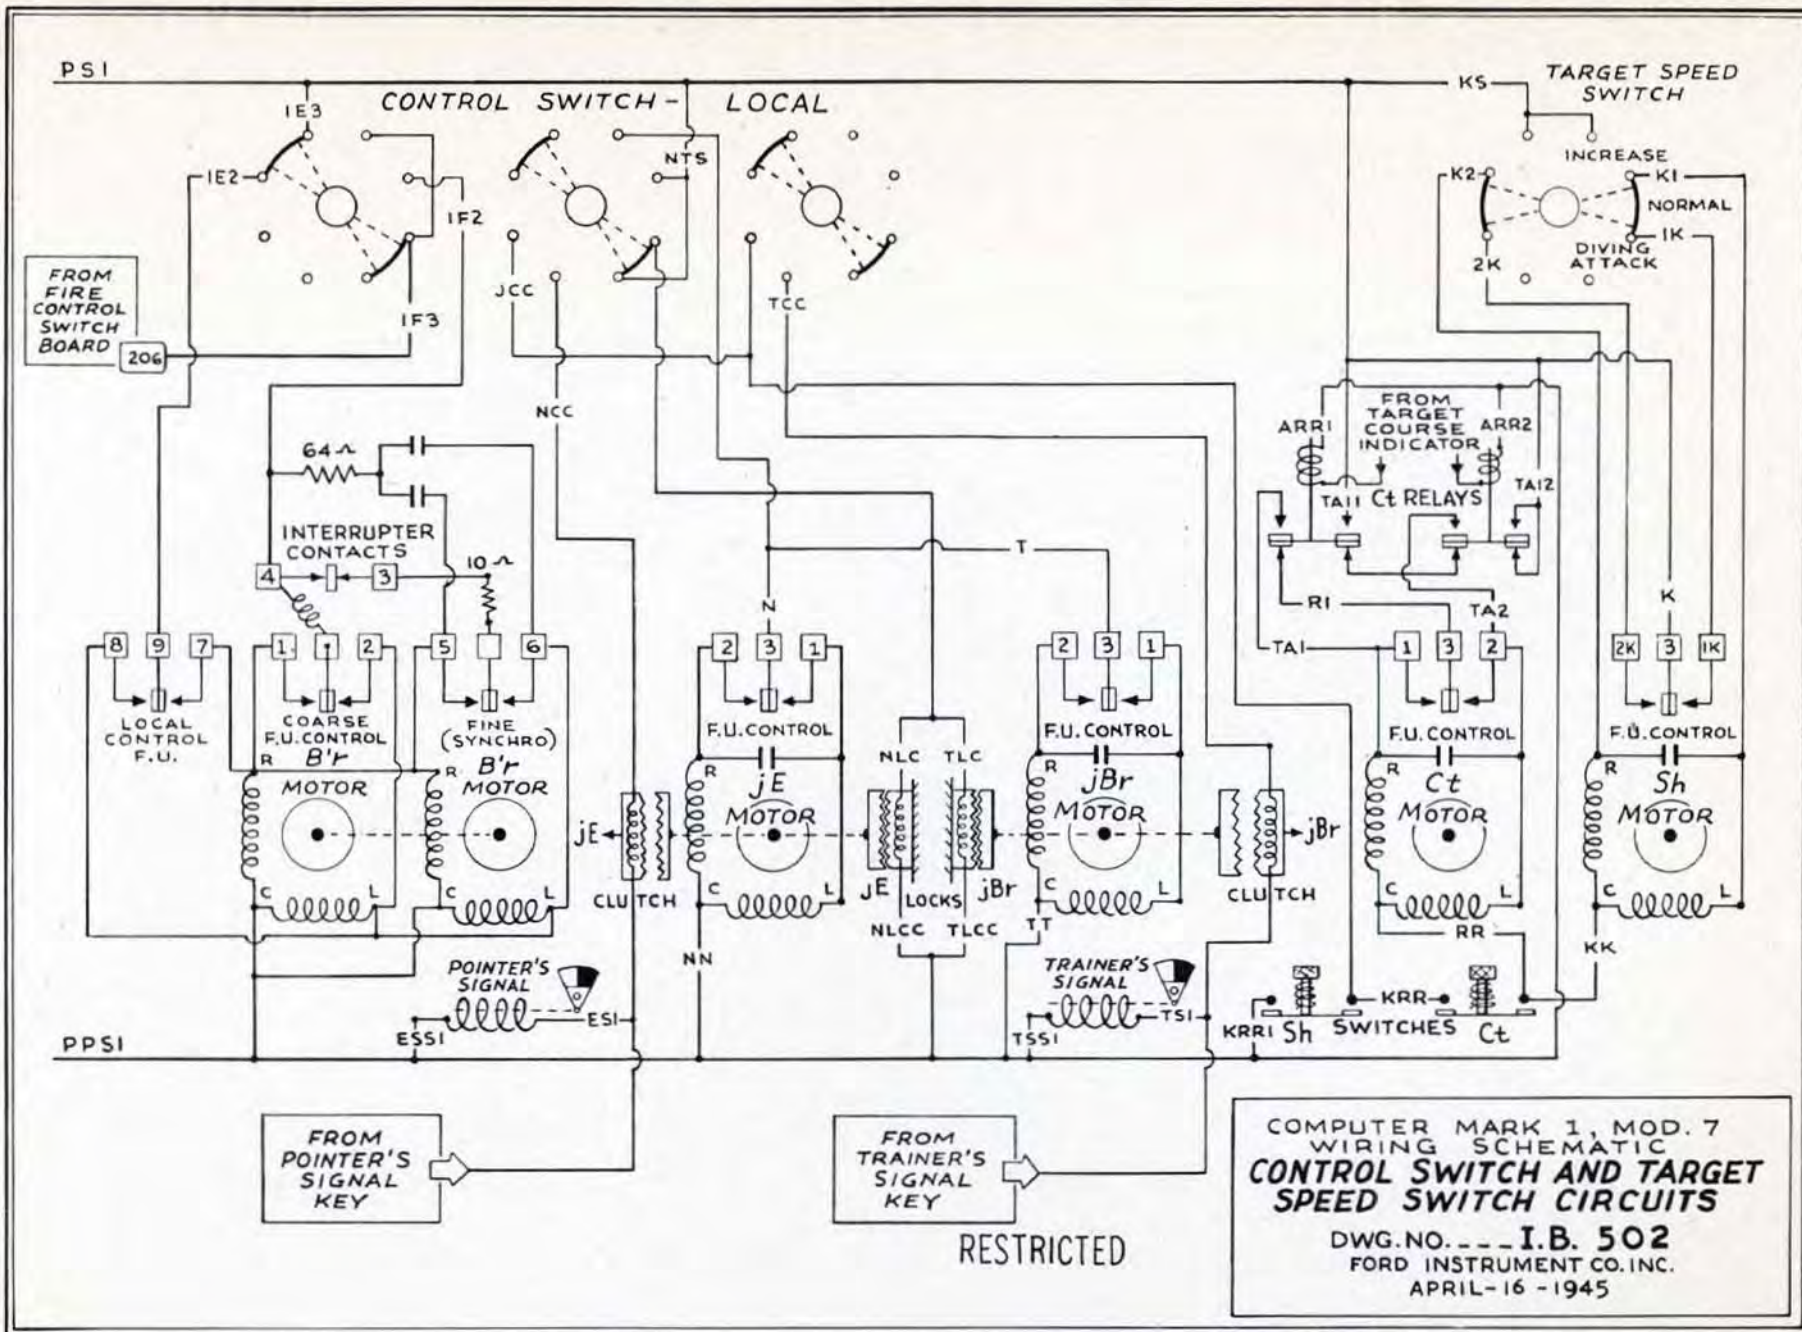 PSI
CONTROL SWITCH - LOCAL
KS
TARGET SPEED
SWITCH
IE3
NTS
INCREASE
IE2
K2
K1
NORMAL
IF2
1K
DIVING
ATTACK
2K
FROM
FIRE
CONTROL
SWITCH
BOARD
206
JCC
TCC
IF3
NCC
FROM
TARGET
COURSE
INDICATOR
ARR1
ARR2
64 Ω
TA11
Ct RELAYS
TA12
INTERRUPTER
CONTACTS
10 Ω
4
3
T
N
R1
TA2
K
8
9
7
1
2
5
6
2
3
1
2
3
1
TA1
1
3
2
2K
3
1K
LOCAL
CONTROL
F.U.
COARSE
F.U. CONTROL
B'r
FINE
(SYNCHRO)
B'r
F.U. CONTROL
jE
NLC
TLC
F.U. CONTROL
jBr
F.U. CONTROL
Ct
F.U. CONTROL
Sh
R
R
R
R
R
R
MOTOR
MOTOR
MOTOR
MOTOR
MOTOR
MOTOR
jE
jBr
CLUTCH
jE
LOCKS
jBr
CLUTCH
C
L
C
L
C
L
C
L
C
L
C
L
NLCC
TLCC
TT
RR
NN
KK
POINTER'S
SIGNAL
TRAINER'S
SIGNAL
ESS1
ES1
TSS1
TS1
KRR1
Sh
KRR
SWITCHES
Ct
PPSI
FROM
POINTER'S
SIGNAL
KEY
FROM
TRAINER'S
SIGNAL
KEY
RESTRICTED
COMPUTER MARK 1, MOD. 7
WIRING SCHEMATIC
CONTROL SWITCH AND TARGET
SPEED SWITCH CIRCUITS
DWG. NO. ____ I.B. 502
FORD INSTRUMENT CO. INC.
APRIL-16-1945